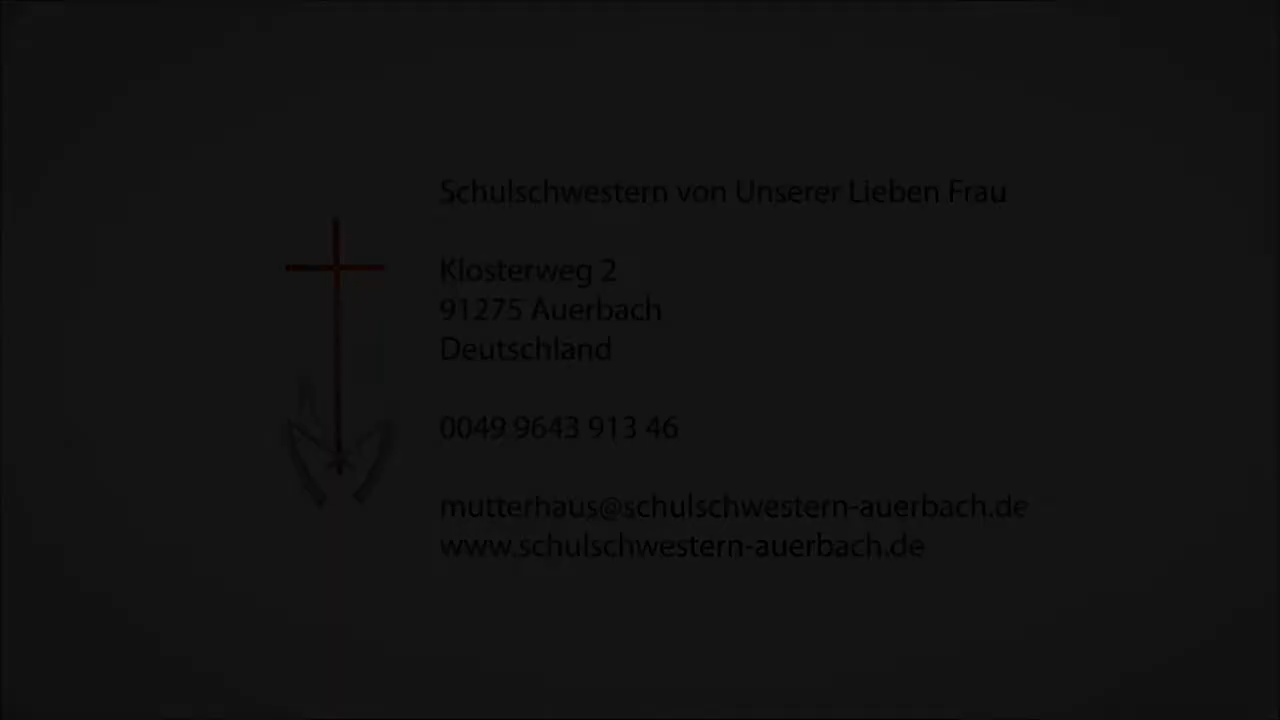 Schulschwestern von Unserer Lieben Frau
Klosterweg 2
91275 Auerbach
Deutschland
0049 9643 913 46
mutterhaus@schulschwestern-auerbach.de
www.schulschwestern-auerbach.de